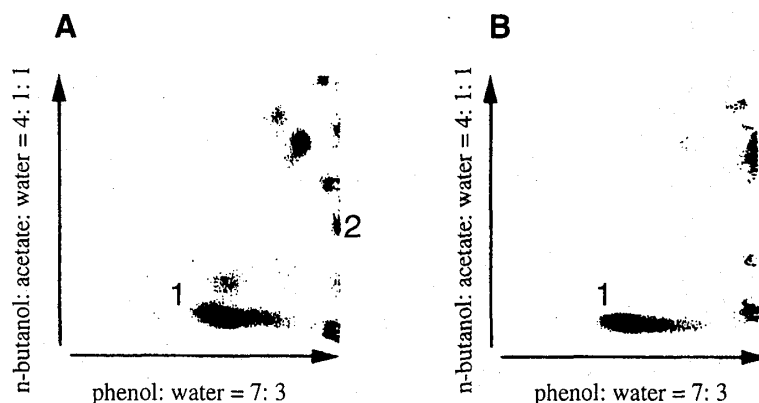 A
B
n-butanol: acetate: water = 4: 1: 1
1
2
phenol: water = 7: 3
n-butanol: acetate: water = 4: 1: 1
1
phenol: water = 7: 3